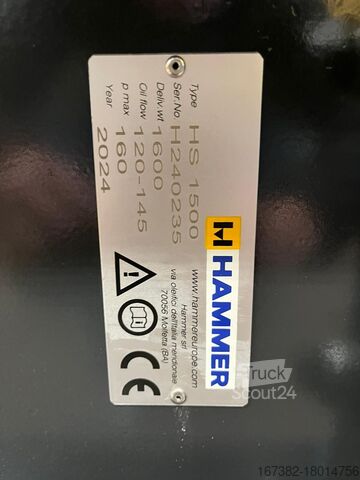 HAMMER
www.hammereurope.com
Hammer srl
via oleifici dell'Italia meridionale
70056 Molfetta (BA)
Type HS 1500
Ser.No. H240235
Deliv.wt 1600
Oil flow 120-145
p max 160
Year 2024
CE
Truck
Scout24
167382-18014756